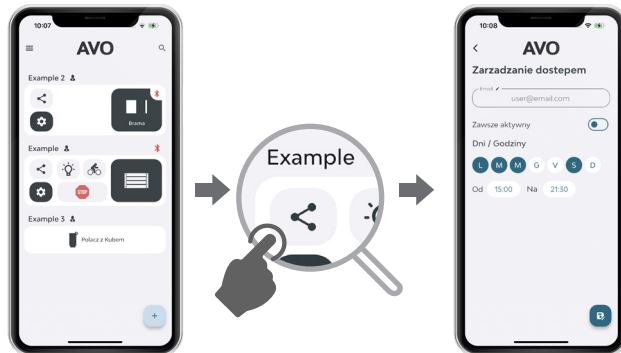 10:07
AVO
Example 2
Brama
Example
STOP
Example 3
Połącz z Kubem
+
Example
10:08
AVO
Zarzadzanie dostepem
Email
user@email.com
Zawsze aktywny
Dni / Godziny
L M M G V S D
Od 15:00 Na 21:30